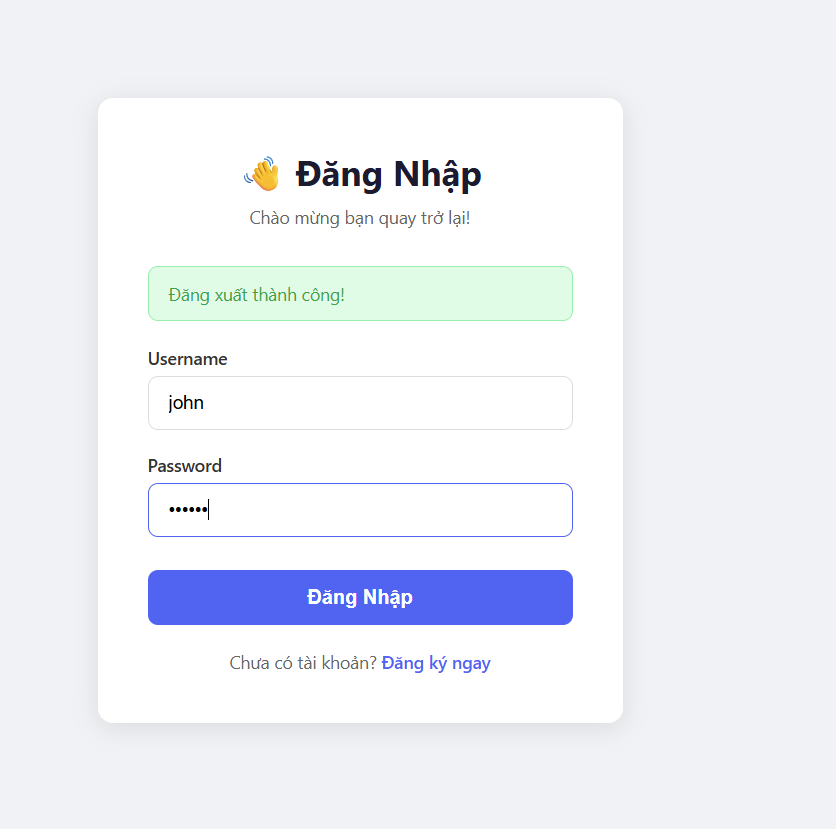 👋 Đăng Nhập
Chào mừng bạn quay trở lại!
Đăng xuất thành công!
Username
john
Password
••••••
Đăng Nhập
Chưa có tài khoản? Đăng ký ngay